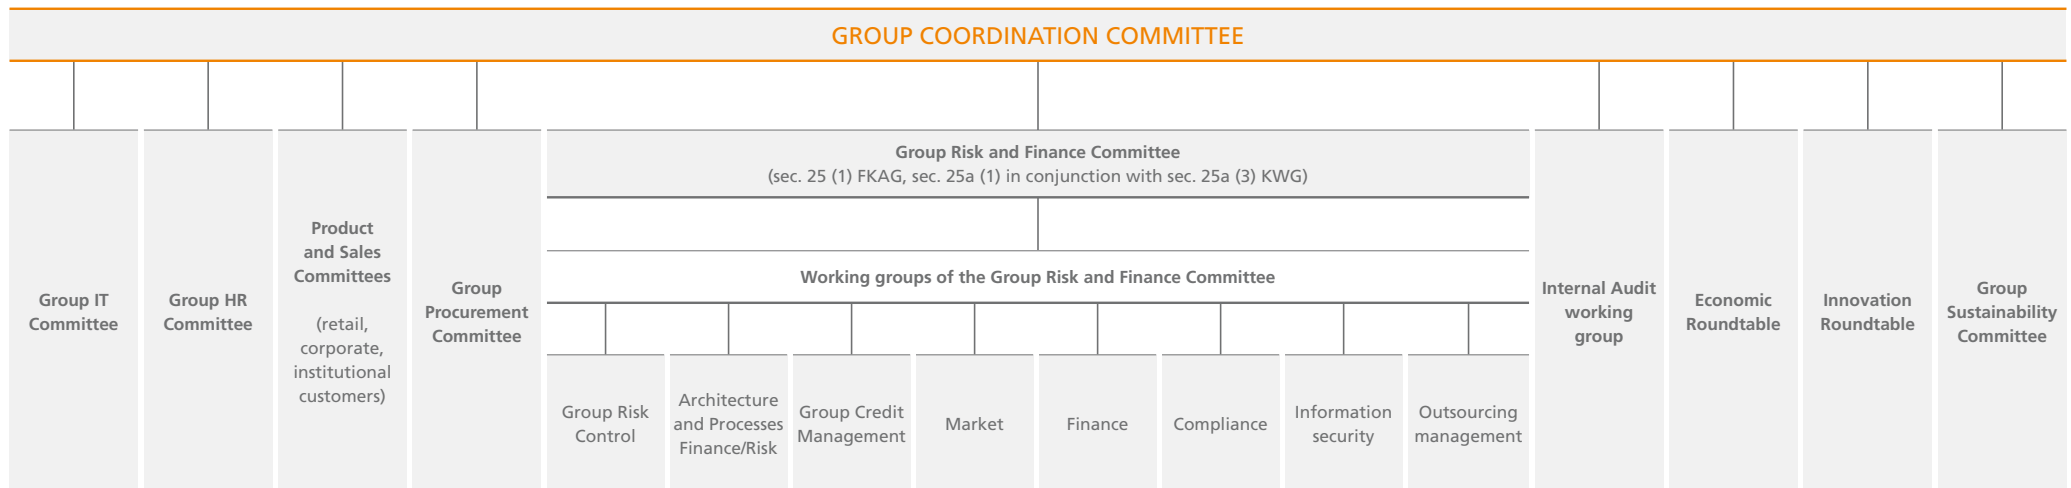 GROUP COORDINATION COMMITTEE
Group IT
Committee
Group HR
Committee
Product
and Sales
Committees
(retail,
corporate,
institutional
customers)
Group
Procurement
Committee
Group Risk and Finance Committee
(sec. 25 (1) FKAG, sec. 25a (1) in conjunction with sec. 25a (3) KWG)
Working groups of the Group Risk and Finance Committee
Group Risk
Control
Architecture
and Processes
Finance/Risk
Group Credit
Management
Market
Finance
Compliance
Information
security
Outsourcing
management
Internal Audit
working
group
Economic
Roundtable
Innovation
Roundtable
Group
Sustainability
Committee